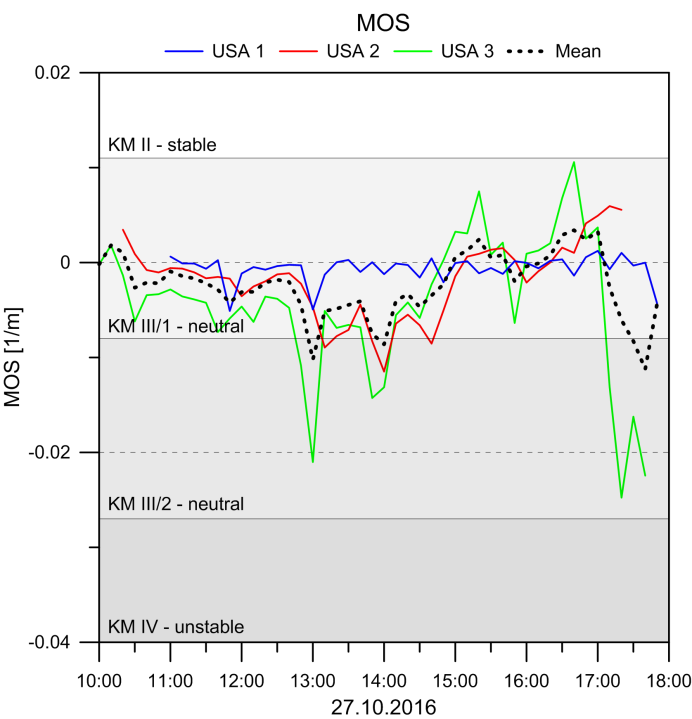 MOS
USA 1 USA 2 USA 3 Mean
0.02
KM II - stable
0
KM III/1 - neutral
MOS [1/m]
-0.02
KM III/2 - neutral
KM IV - unstable
-0.04
10:00 11:00 12:00 13:00 14:00 15:00 16:00 17:00 18:00
27.10.2016